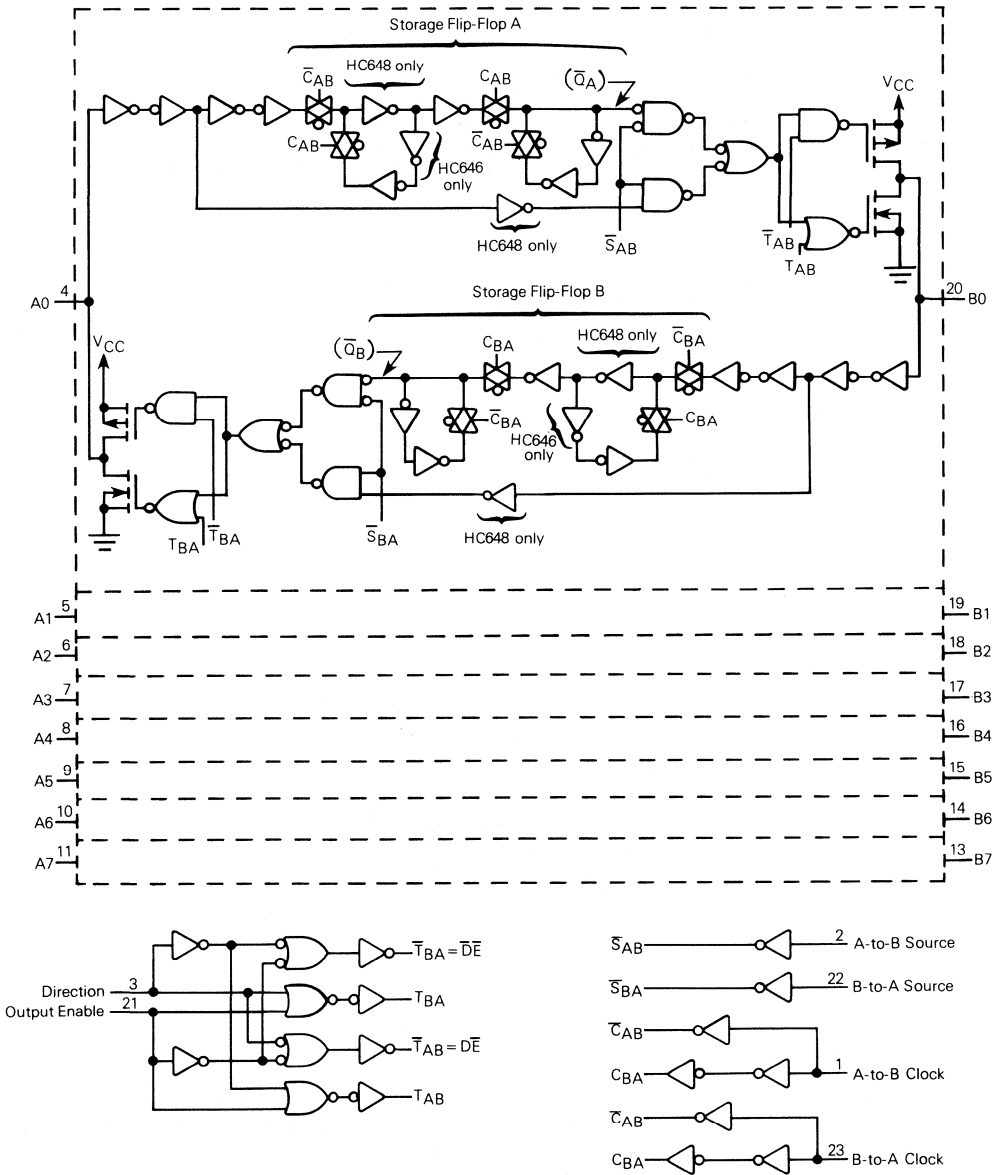 Storage Flip-Flop A
HC648 only
C̅AB
CAB
(Q̅A)
VCC
CAB
C̅AB
HC646
only
HC648 only
S̅AB
T̅AB
TAB
A0
4
20
B0
Storage Flip-Flop B
VCC
(Q̅B)
CBA
HC648 only
C̅BA
C̅BA
HC646
only
CBA
TBA
T̅BA
S̅BA
HC648 only
A1 5
19 B1
A2 6
18 B2
A3 7
17 B3
A4 8
16 B4
A5 9
15 B5
A6 10
14 B6
A7 11
13 B7
T̅BA = D̅E̅
Direction 3
TBA
Output Enable 21
T̅AB = DE̅
TAB
S̅AB 2 A-to-B Source
S̅BA 22 B-to-A Source
C̅AB
CBA 1 A-to-B Clock
C̅AB
CBA 23 B-to-A Clock